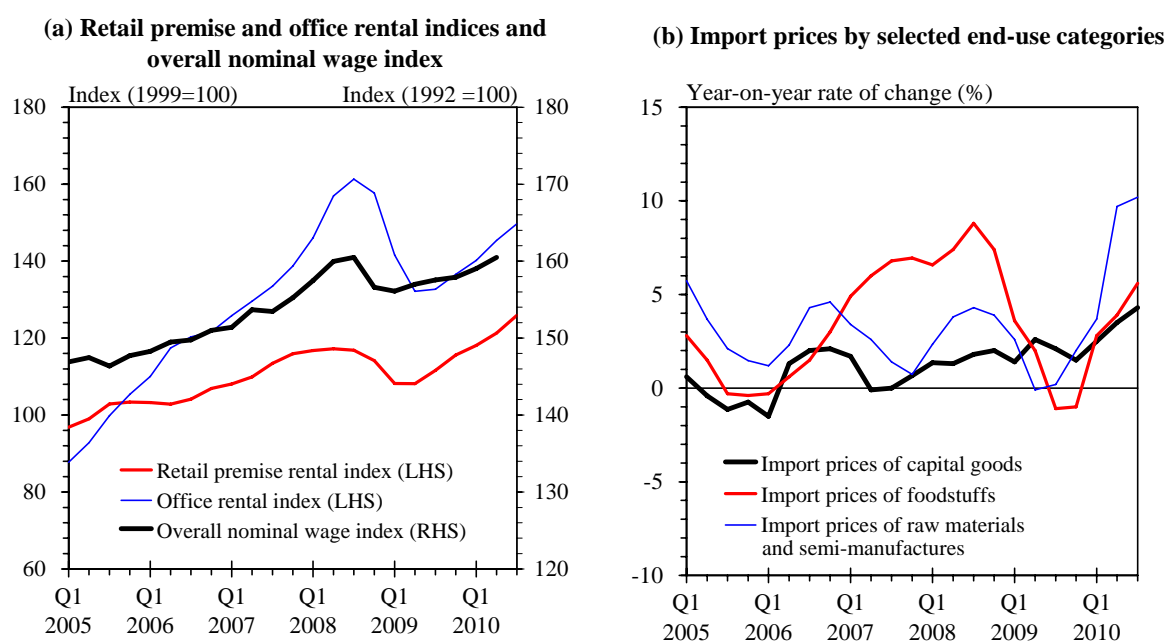 (a) Retail premise and office rental indices and
overall nominal wage index
Index (1999=100)
Index (1992 =100)
180
160
140
120
100
80
60
180
170
160
150
140
130
120
Retail premise rental index (LHS)
Office rental index (LHS)
Overall nominal wage index (RHS)
Q1 Q1 Q1 Q1 Q1 Q1
2005 2006 2007 2008 2009 2010
(b) Import prices by selected end-use categories
Year-on-year rate of change (%)
15
10
5
0
-5
-10
Import prices of capital goods
Import prices of foodstuffs
Import prices of raw materials
and semi-manufactures
Q1 Q1 Q1 Q1 Q1 Q1
2005 2006 2007 2008 2009 2010